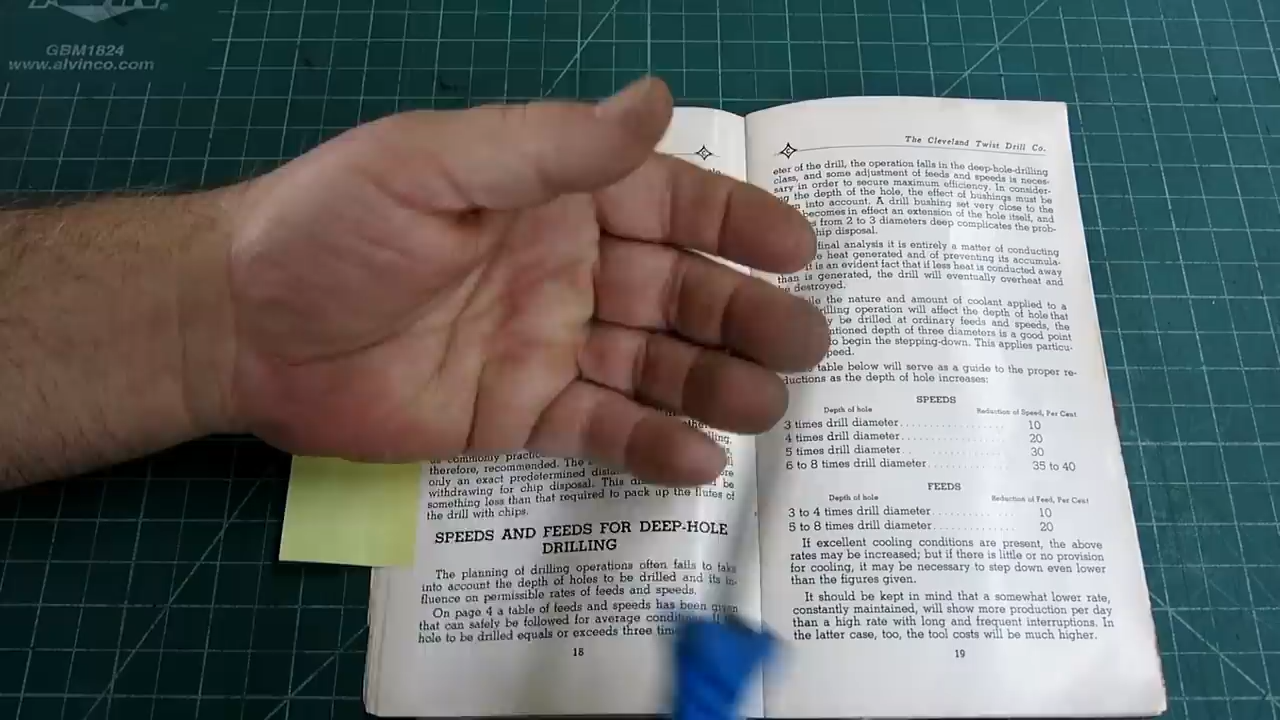 GBM1824
www.alvinco.com
only an exact predetermined
withdrawing for chip disposal. This be
something less than that required to pack up the flutes of
the drill with chips.
SPEEDS AND FEEDS FOR DEEP-HOLE
DRILLING
The planning of drilling operations often fails to take
into account the depth of holes to be drilled and its in-
fluence on permissible rates of feeds and speeds.
On page 4 a table of feeds and speeds has been given
that can safely be followed for average
hole to be drilled equals or exceeds three
18
The Cleveland Twist Drill Co.
eter of the drill, the operation falls in the deep-hole-drilling
class, and some adjustment of feeds and speeds is neces-
sary in order to secure maximum efficiency. In consider-
the depth of the hole, the effect of bushings must be
into account. A drill bushing set very close to the
becomes in effect an extension of the hole itself, and
from 2 to 3 diameters deep complicates the prob-
hip disposal.
final analysis it is entirely a matter of conducting
heat generated and of preventing its accumula-
It is an evident fact that if less heat is conducted away
than is generated, the drill will eventually overheat and
destroyed.
the nature and amount of coolant applied to a
rilling operation will affect the depth of hole that
be drilled at ordinary feeds and speeds, the
ntioned depth of three diameters is a good point
to begin the stepping-down. This applies particu-
peed.
table below will serve as a guide to the proper re-
ductions as the depth of hole increases:
SPEEDS
Depth of hole Reduction of Speed, Per Cent
3 times drill diameter 10
4 times drill diameter 20
5 times drill diameter 30
6 to 8 times drill diameter 35 to 40
FEEDS
Depth of hole Reduction of Feed, Per Cent
3 to 4 times drill diameter 10
5 to 8 times drill diameter 20
If excellent cooling conditions are present, the above
rates may be increased; but if there is little or no provision
for cooling, it may be necessary to step down even lower
than the figures given.
It should be kept in mind that a somewhat lower rate,
constantly maintained, will show more production per day
than a high rate with long and frequent interruptions. In
the latter case, too, the tool costs will be much higher.
19